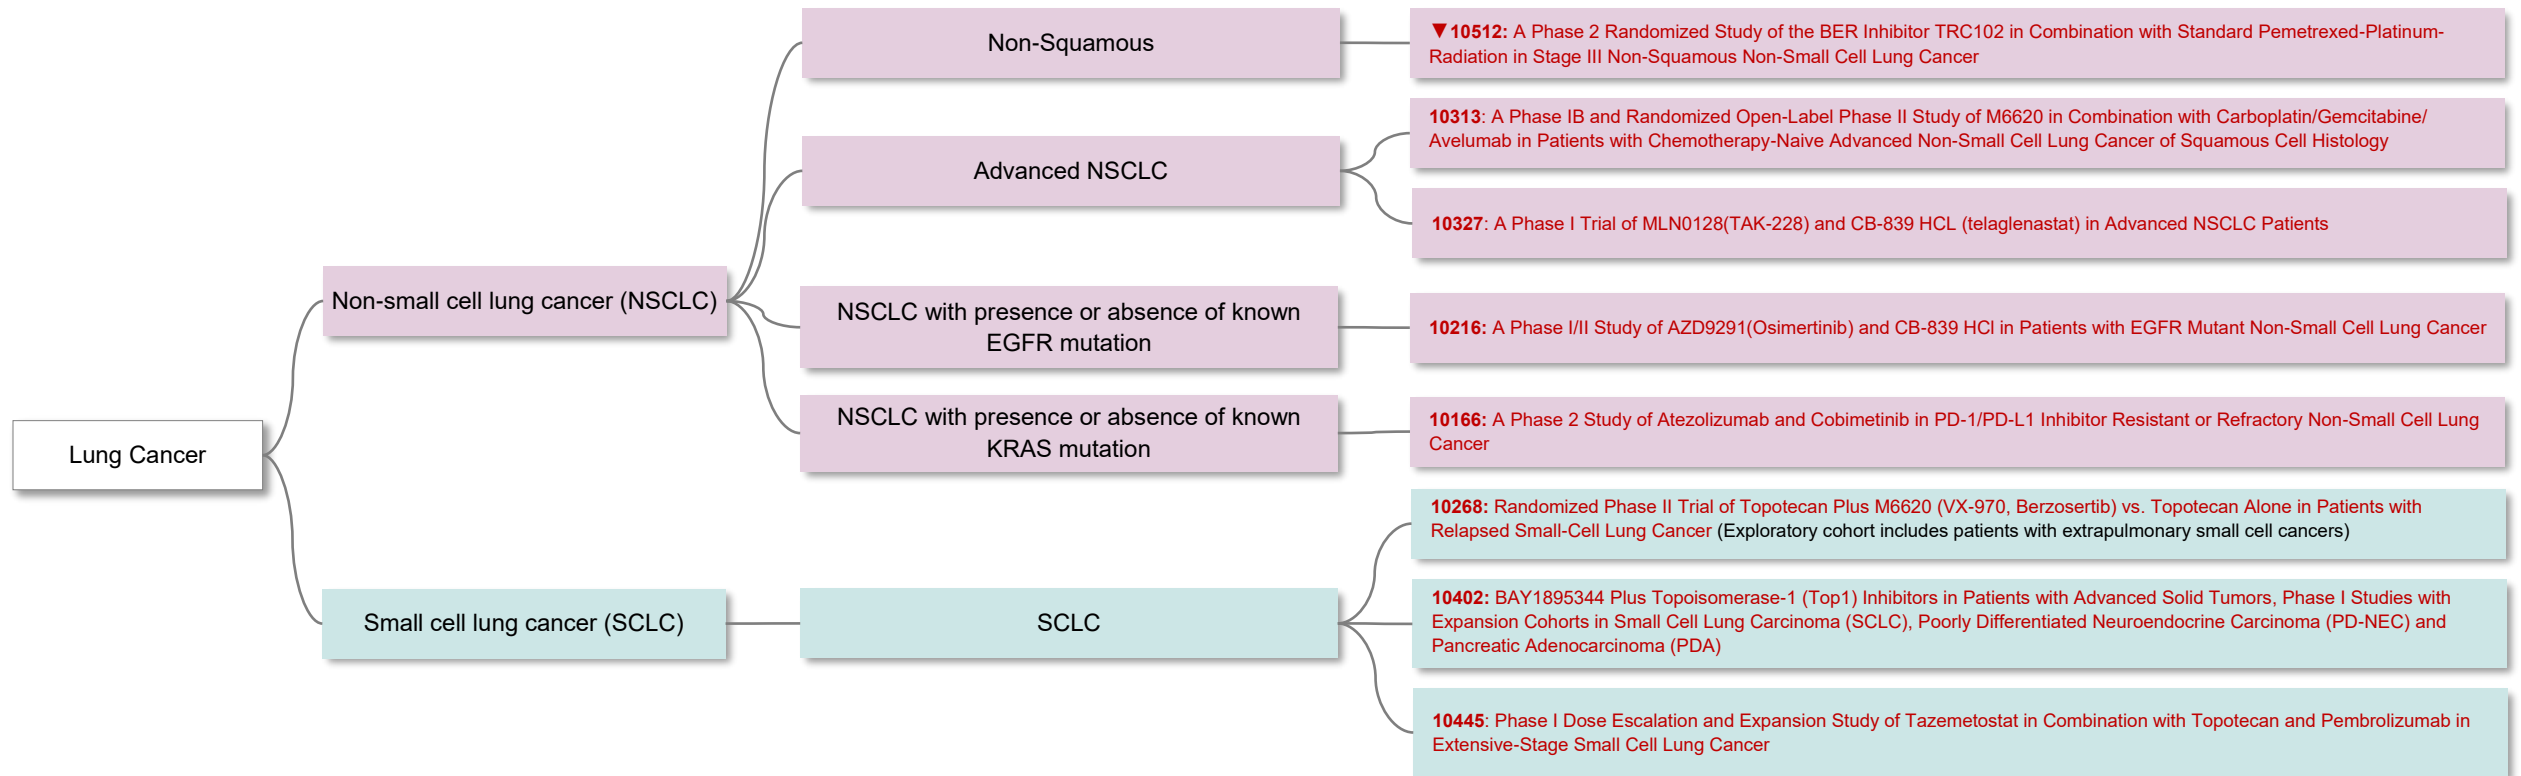 Lung Cancer
Non-small cell lung cancer (NSCLC)
Non-Squamous
▼10512: A Phase 2 Randomized Study of the BER Inhibitor TRC102 in Combination with Standard Pemetrexed-Platinum-
Radiation in Stage III Non-Squamous Non-Small Cell Lung Cancer
Advanced NSCLC
10313: A Phase IB and Randomized Open-Label Phase II Study of M6620 in Combination with Carboplatin/Gemcitabine/
Avelumab in Patients with Chemotherapy-Naive Advanced Non-Small Cell Lung Cancer of Squamous Cell Histology
10327: A Phase I Trial of MLN0128(TAK-228) and CB-839 HCL (telaglenastat) in Advanced NSCLC Patients
NSCLC with presence or absence of known
EGFR mutation
10216: A Phase I/II Study of AZD9291(Osimertinib) and CB-839 HCl in Patients with EGFR Mutant Non-Small Cell Lung Cancer
NSCLC with presence or absence of known
KRAS mutation
10166: A Phase 2 Study of Atezolizumab and Cobimetinib in PD-1/PD-L1 Inhibitor Resistant or Refractory Non-Small Cell Lung
Cancer
Small cell lung cancer (SCLC)
SCLC
10268: Randomized Phase II Trial of Topotecan Plus M6620 (VX-970, Berzosertib) vs. Topotecan Alone in Patients with
Relapsed Small-Cell Lung Cancer (Exploratory cohort includes patients with extrapulmonary small cell cancers)
10402: BAY1895344 Plus Topoisomerase-1 (Top1) Inhibitors in Patients with Advanced Solid Tumors, Phase I Studies with
Expansion Cohorts in Small Cell Lung Carcinoma (SCLC), Poorly Differentiated Neuroendocrine Carcinoma (PD-NEC) and
Pancreatic Adenocarcinoma (PDA)
10445: Phase I Dose Escalation and Expansion Study of Tazemetostat in Combination with Topotecan and Pembrolizumab in
Extensive-Stage Small Cell Lung Cancer